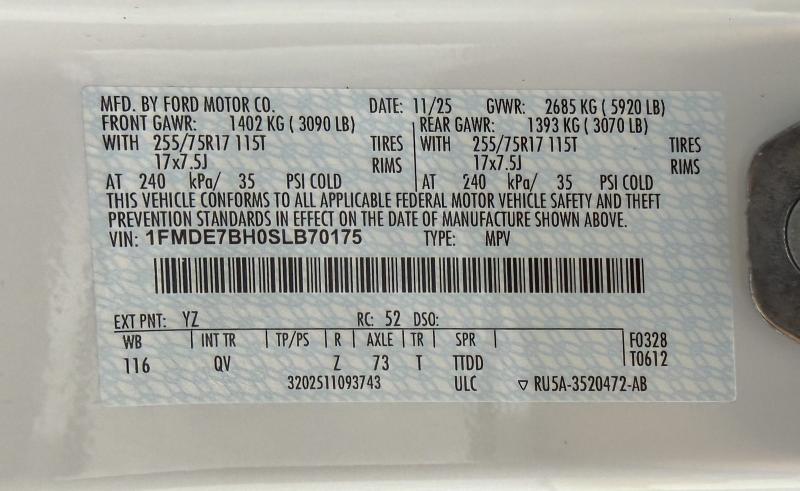 MFD. BY FORD MOTOR CO. DATE: 11/25 GVWR: 2685 KG ( 5920 LB)
FRONT GAWR: 1402 KG ( 3090 LB) REAR GAWR: 1393 KG ( 3070 LB)
WITH 255/75R17 115T TIRES WITH 255/75R17 115T TIRES
17x7.5J RIMS 17x7.5J RIMS
AT 240 kPa/ 35 PSI COLD AT 240 kPa/ 35 PSI COLD
THIS VEHICLE CONFORMS TO ALL APPLICABLE FEDERAL MOTOR VEHICLE SAFETY AND THEFT
PREVENTION STANDARDS IN EFFECT ON THE DATE OF MANUFACTURE SHOWN ABOVE.
VIN: 1FMDE7BH0SLB70175 TYPE: MPV
EXT PNT: YZ RC: 52 DSO:
WB INT TR TP/PS R AXLE TR SPR F0328
116 QV Z 73 T TTDD T0612
3202511093743 ULC ▽ RU5A-3520472-AB